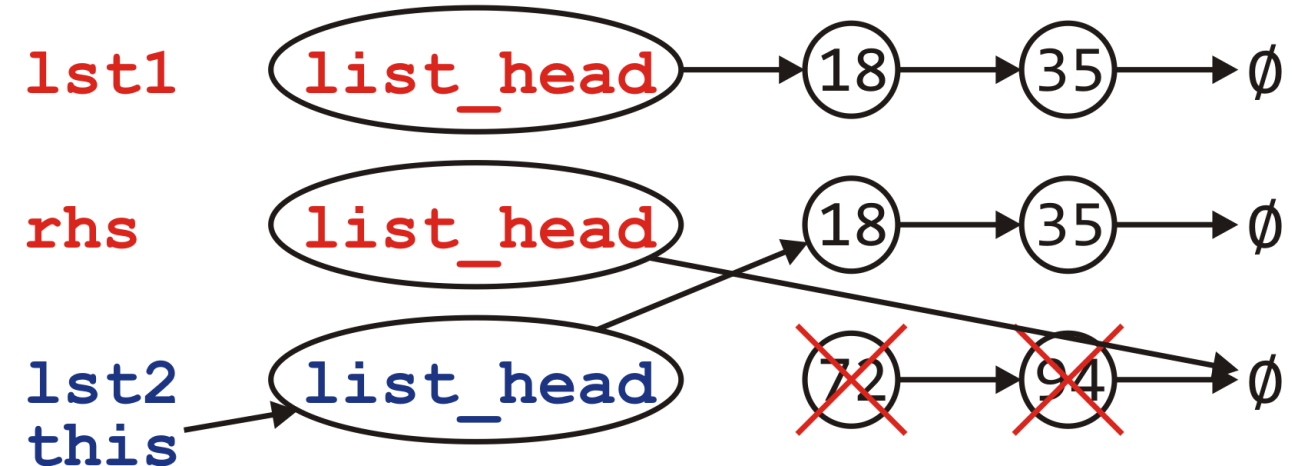 lst1 list_head 18 35 Ø
rhs list_head 18 35 Ø
lst2 list_head 72 94 Ø
this